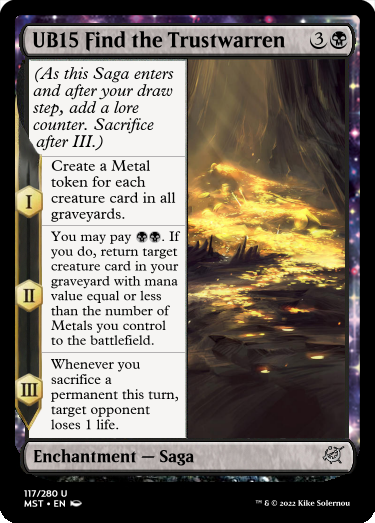 UB15 Find the Trustwarren 3
(As this Saga enters
and after your draw
step, add a lore
counter. Sacrifice
after III.)
I
Create a Metal
token for each
creature card in all
graveyards.
II
You may pay . If
you do, return target
creature card in your
graveyard with mana
value equal or less
than the number of
Metals you control
to the battlefield.
III
Whenever you
sacrifice a
permanent this turn,
target opponent
loses 1 life.
Enchantment — Saga
117/280 U
MST • EN
™ & © 2022 Kike Solernou